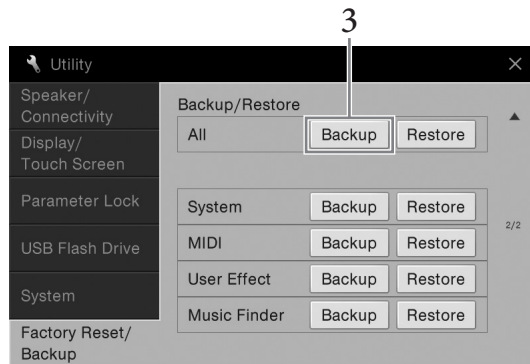 3
Utility
Speaker/
Connectivity
Display/
Touch Screen
Parameter Lock
USB Flash Drive
System
Factory Reset/
Backup
Backup/Restore
All Backup Restore
System Backup Restore
MIDI Backup Restore
User Effect Backup Restore
Music Finder Backup Restore
2/2